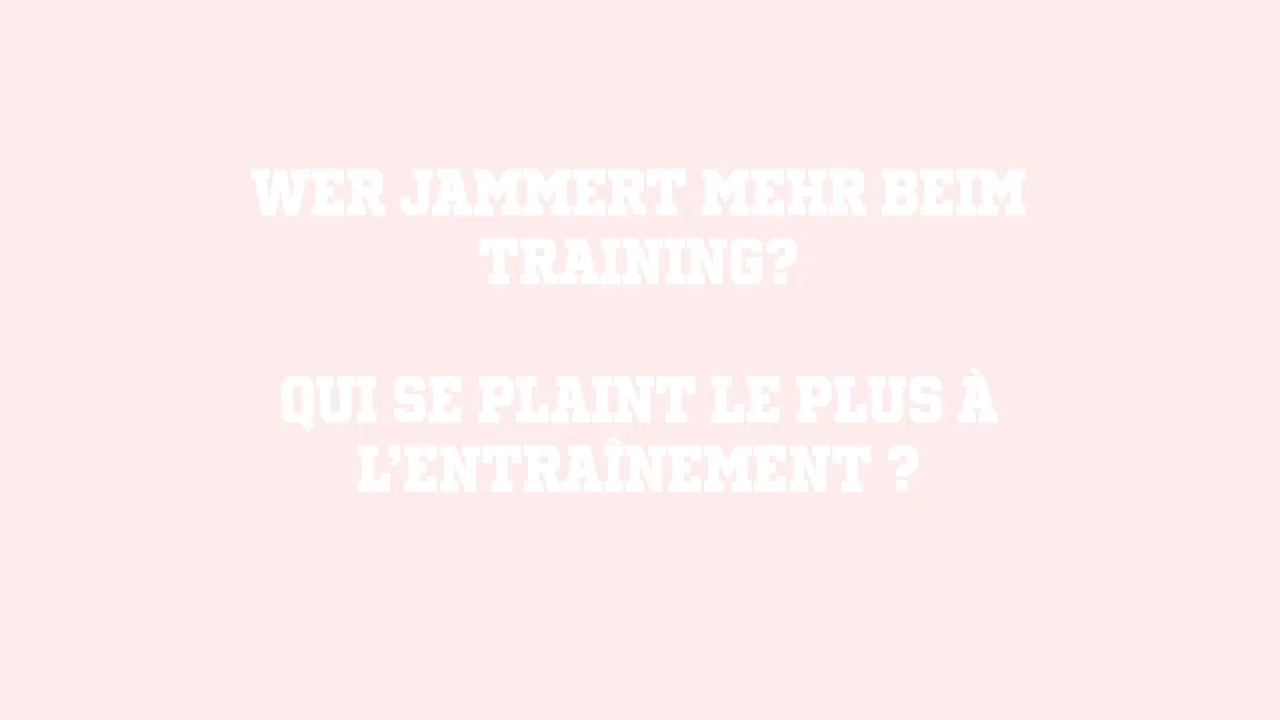 WER JAMMERT MEHR BEIM
TRAINING?
QUI SE PLAINT LE PLUS À
L'ENTRAÎNEMENT ?